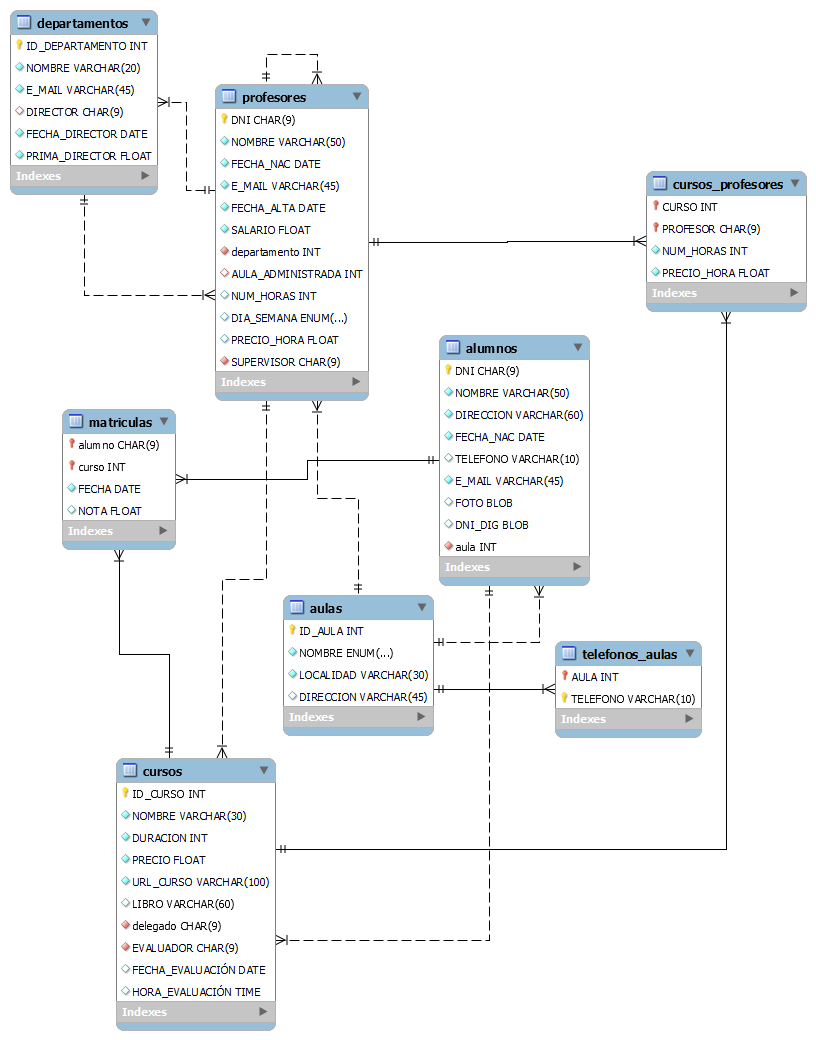 departamentos
ID_DEPARTAMENTO INT
NOMBRE VARCHAR(20)
E_MAIL VARCHAR(45)
DIRECTOR CHAR(9)
FECHA_DIRECTOR DATE
PRIMA_DIRECTOR FLOAT
Indexes
profesores
DNI CHAR(9)
NOMBRE VARCHAR(50)
FECHA_NAC DATE
E_MAIL VARCHAR(45)
FECHA_ALTA DATE
SALARIO FLOAT
departamento INT
AULA_ADMINISTRADA INT
NUM_HORAS INT
DIA_SEMANA ENUM(...)
PRECIO_HORA FLOAT
SUPERVISOR CHAR(9)
Indexes
cursos_profesores
CURSO INT
PROFESOR CHAR(9)
NUM_HORAS INT
PRECIO_HORA FLOAT
Indexes
alumnos
DNI CHAR(9)
NOMBRE VARCHAR(50)
DIRECCION VARCHAR(60)
FECHA_NAC DATE
TELEFONO VARCHAR(10)
E_MAIL VARCHAR(45)
FOTO BLOB
DNI_DIG BLOB
aula INT
Indexes
matriculas
alumno CHAR(9)
curso INT
FECHA DATE
NOTA FLOAT
Indexes
aulas
ID_AULA INT
NOMBRE ENUM(...)
LOCALIDAD VARCHAR(30)
DIRECCION VARCHAR(45)
Indexes
telefonos_aulas
AULA INT
TELEFONO VARCHAR(10)
Indexes
cursos
ID_CURSO INT
NOMBRE VARCHAR(30)
DURACION INT
PRECIO FLOAT
URL_CURSO VARCHAR(100)
LIBRO VARCHAR(60)
delegado CHAR(9)
EVALUADOR CHAR(9)
FECHA_EVALUACIÓN DATE
HORA_EVALUACIÓN TIME
Indexes